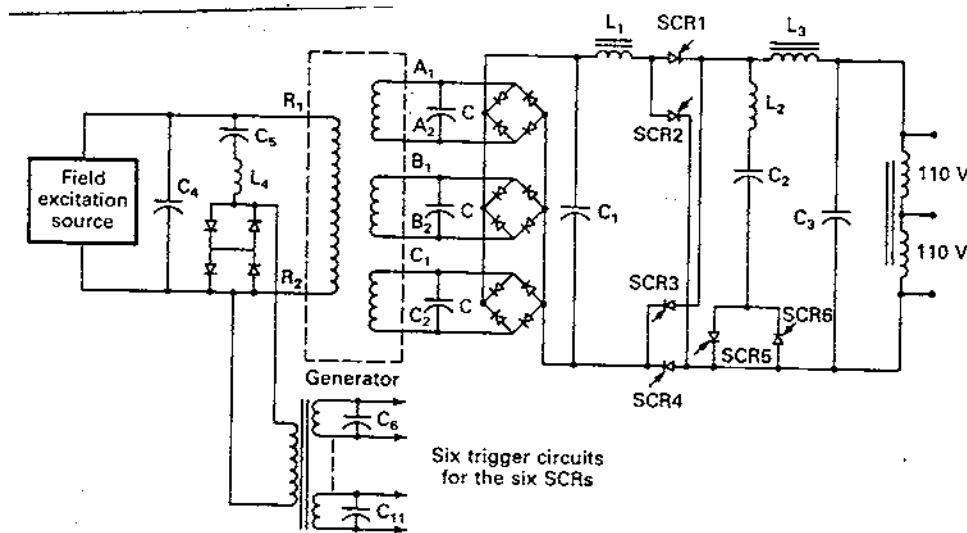 L1
SCR1
L3
A1
R1
C
A2
C5
SCR2
L2
L4
B1
110 V
Field
excitation
source
C4
C
C1
C2
C3
B2
110 V
C1
R2
SCR3
SCR6
C2
C
SCR5
Generator
SCR4
C6
Six trigger circuits
for the six SCRs
C11